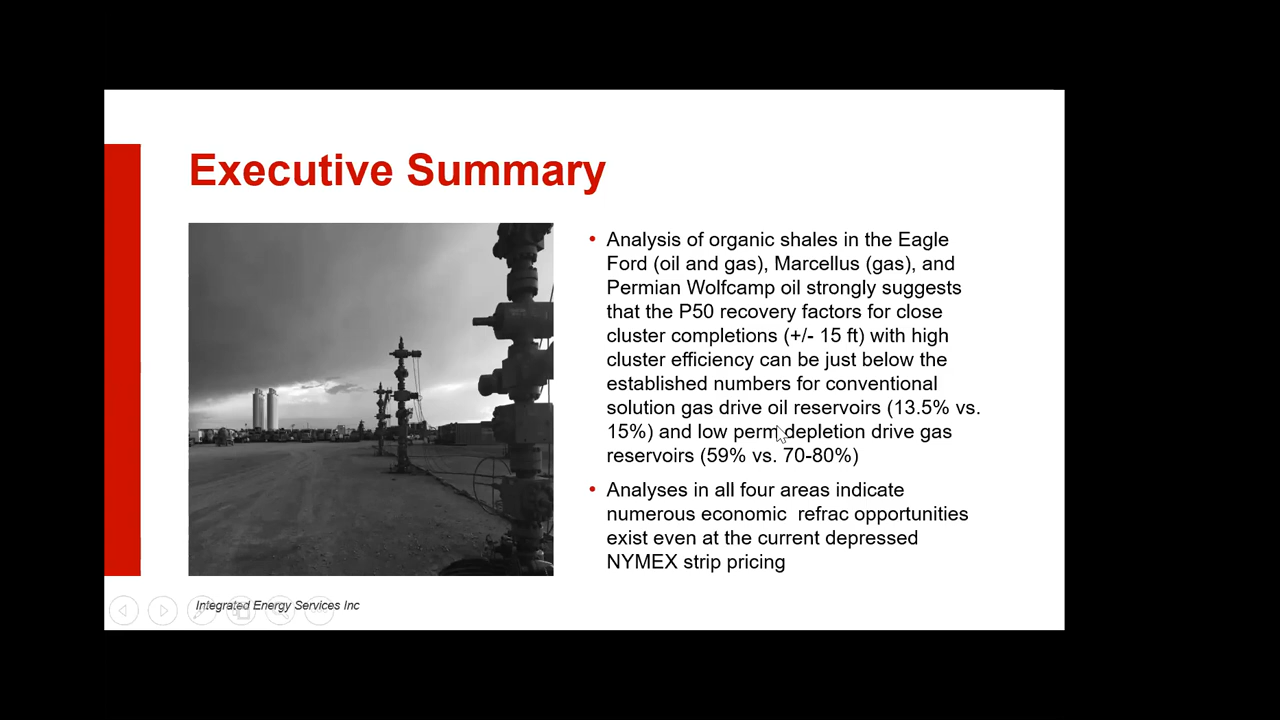 Executive Summary
• Analysis of organic shales in the Eagle
Ford (oil and gas), Marcellus (gas), and
Permian Wolfcamp oil strongly suggests
that the P50 recovery factors for close
cluster completions (+/- 15 ft) with high
cluster efficiency can be just below the
established numbers for conventional
solution gas drive oil reservoirs (13.5% vs.
15%) and low perm depletion drive gas
reservoirs (59% vs. 70-80%)
• Analyses in all four areas indicate
numerous economic  refrac opportunities
exist even at the current depressed
NYMEX strip pricing
Integrated Energy Services Inc